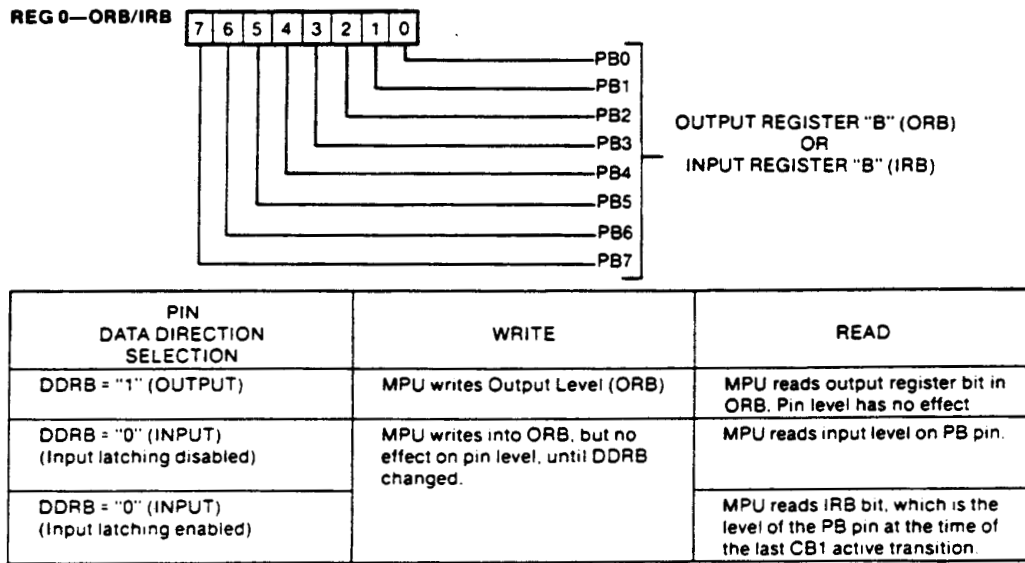 REG 0—ORB/IRB
7 6 5 4 3 2 1 0
PB0
PB1
PB2
PB3
PB4
PB5
PB6
PB7
OUTPUT REGISTER "B" (ORB)
OR
INPUT REGISTER "B" (IRB)
PIN
DATA DIRECTION
SELECTION
WRITE
READ
DDRB = "1" (OUTPUT)
MPU writes Output Level (ORB)
MPU reads output register bit in
ORB. Pin level has no effect
DDRB = "0" (INPUT)
(Input latching disabled)
MPU writes into ORB, but no
effect on pin level, until DDRB
changed.
MPU reads input level on PB pin.
DDRB = "0" (INPUT)
(Input latching enabled)
MPU reads IRB bit, which is the
level of the PB pin at the time of
the last CB1 active transition.